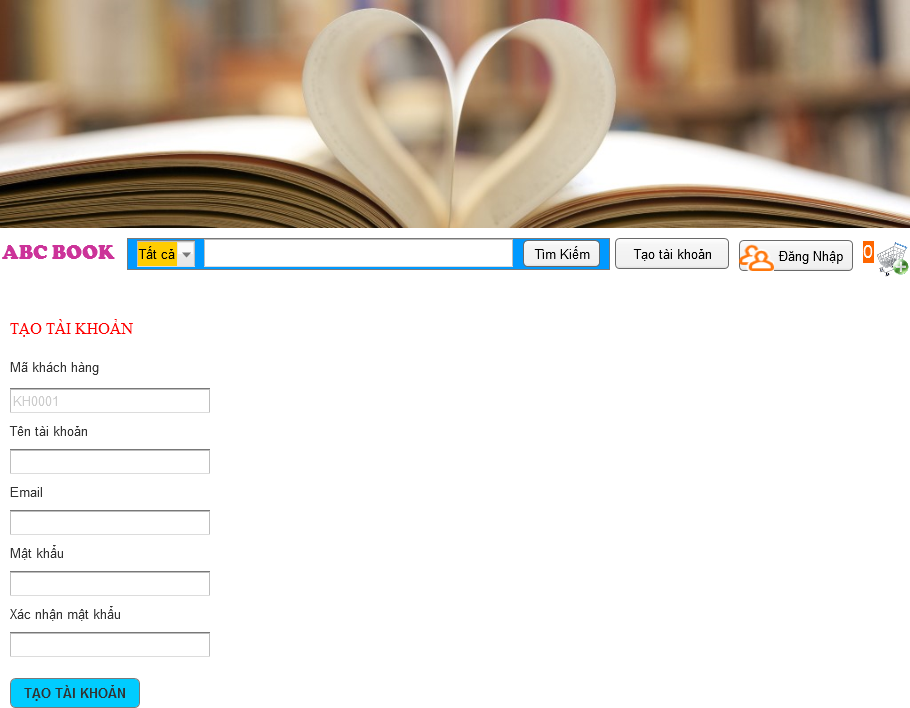 ABC BOOK Tất cả Tìm Kiếm Tạo tài khoản Đăng Nhập 0
TẠO TÀI KHOẢN
Mã khách hàng
KH0001
Tên tài khoản
Email
Mật khẩu
Xác nhận mật khẩu
TẠO TÀI KHOẢN